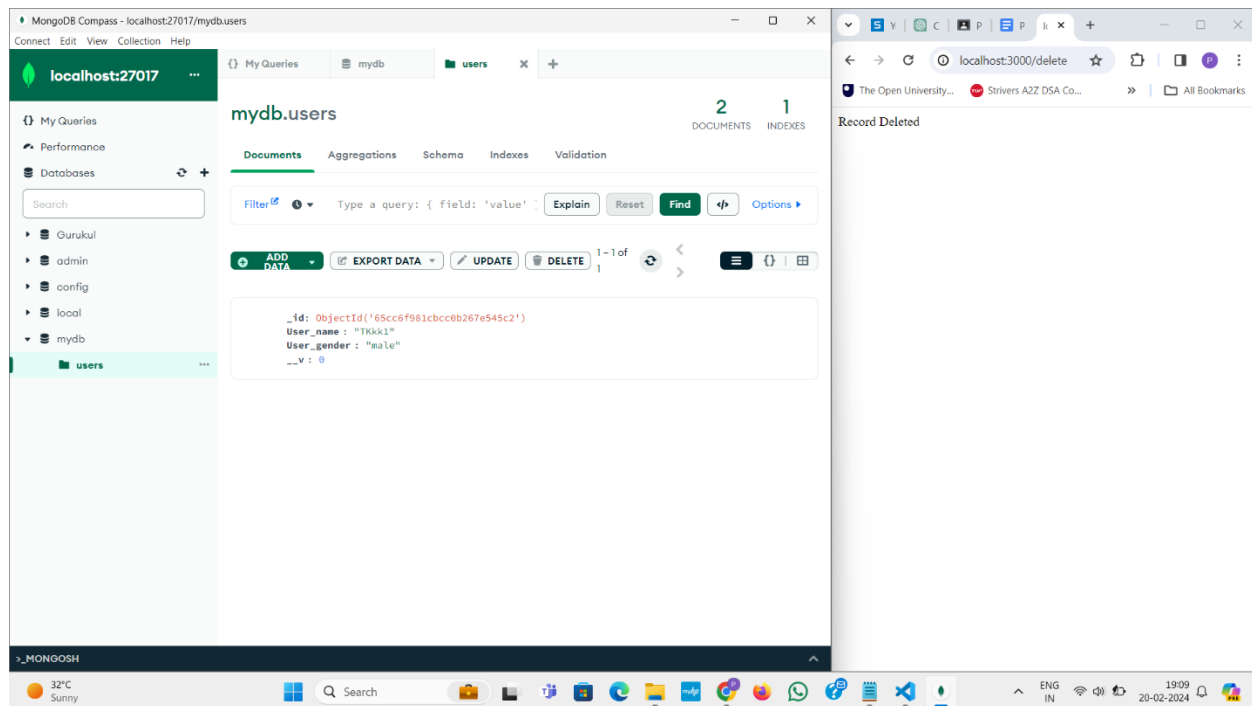 MongoDB Compass - localhost:27017/mydb.users
Connect Edit View Collection Help
localhost:27017 ...
{} My Queries
Performance
Databases
Search
Gurukul
admin
config
local
mydb
users ...
{} My Queries mydb users
mydb.users
2 DOCUMENTS 1 INDEXES
Documents Aggregations Schema Indexes Validation
Filter Type a query: { field: 'value' Explain Reset Find </> Options
ADD DATA EXPORT DATA UPDATE DELETE 1 – 1 of 1 {}
_id: ObjectId('65cc6f981cbcc0b267e545c2')
User_name : "TKkk1"
User_gender : "male"
__v : 0
>_MONGOSH
localhost:3000/delete
The Open University... Strivers A2Z DSA Co... » All Bookmarks
Record Deleted
32°C
Sunny
Search
ENG
IN
19:09
20-02-2024